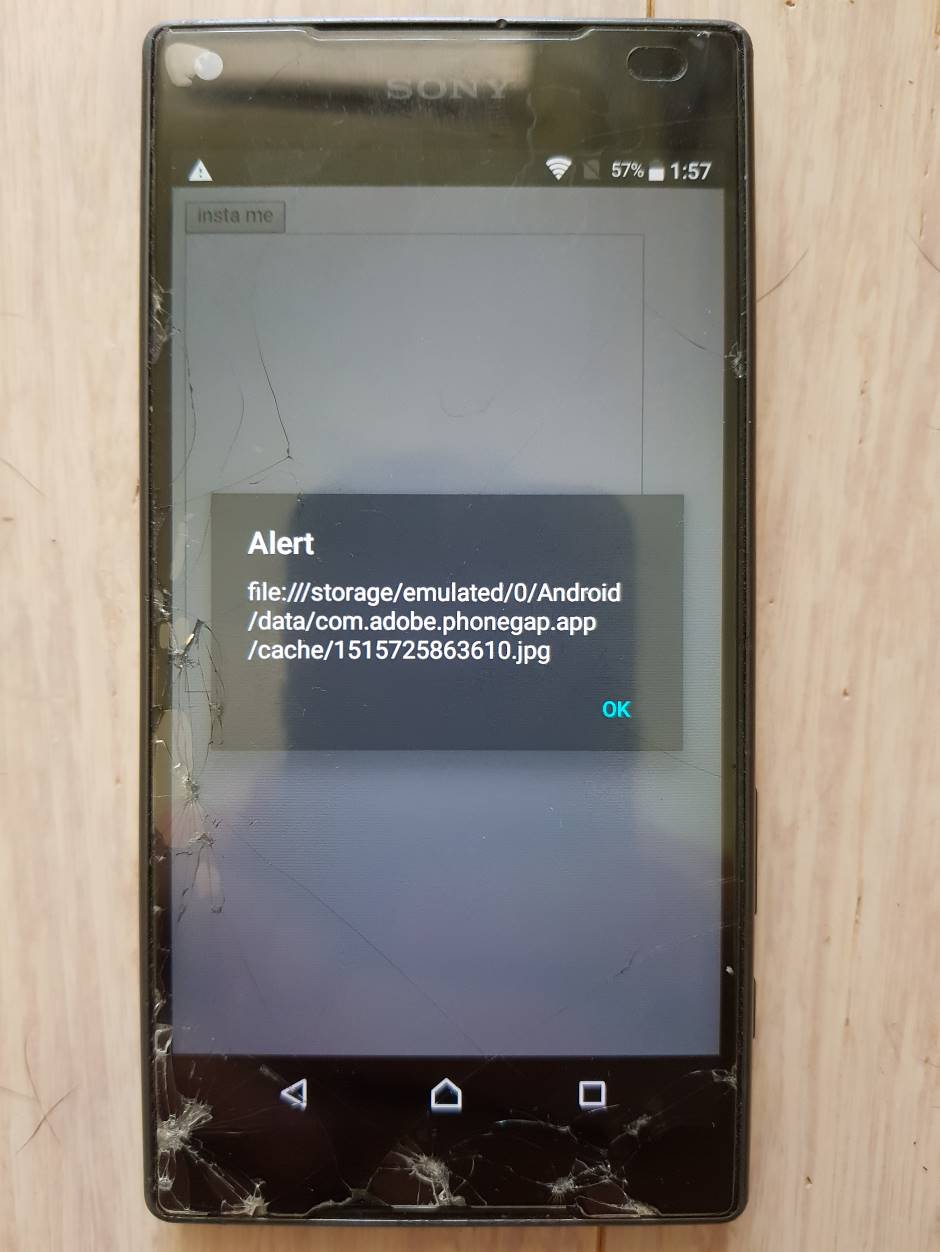 SONY
57% 1:57
insta me
Alert
file:///storage/emulated/0/Android
/data/com.adobe.phonegap.app
/cache/1515725863610.jpg
OK